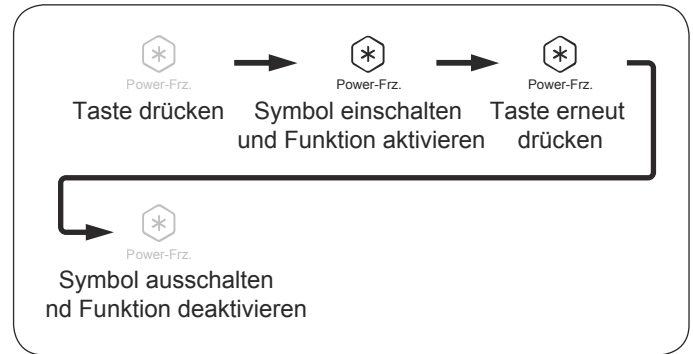 Power-Frz.
Power-Frz.
Power-Frz.
Taste drücken
Symbol einschalten
und Funktion aktivieren
Taste erneut
drücken
Power-Frz.
Symbol ausschalten
nd Funktion deaktivieren